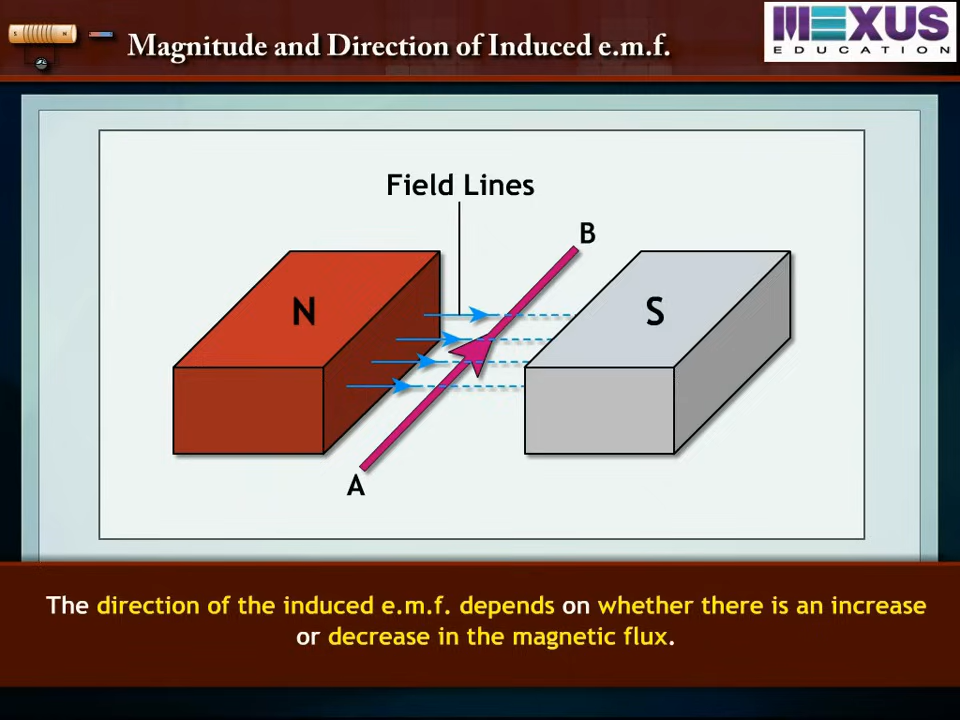 Magnitude and Direction of Induced e.m.f.
MEXUS
EDUCATION
Field Lines
B
N
S
A
The direction of the induced e.m.f. depends on whether there is an increase
or decrease in the magnetic flux.